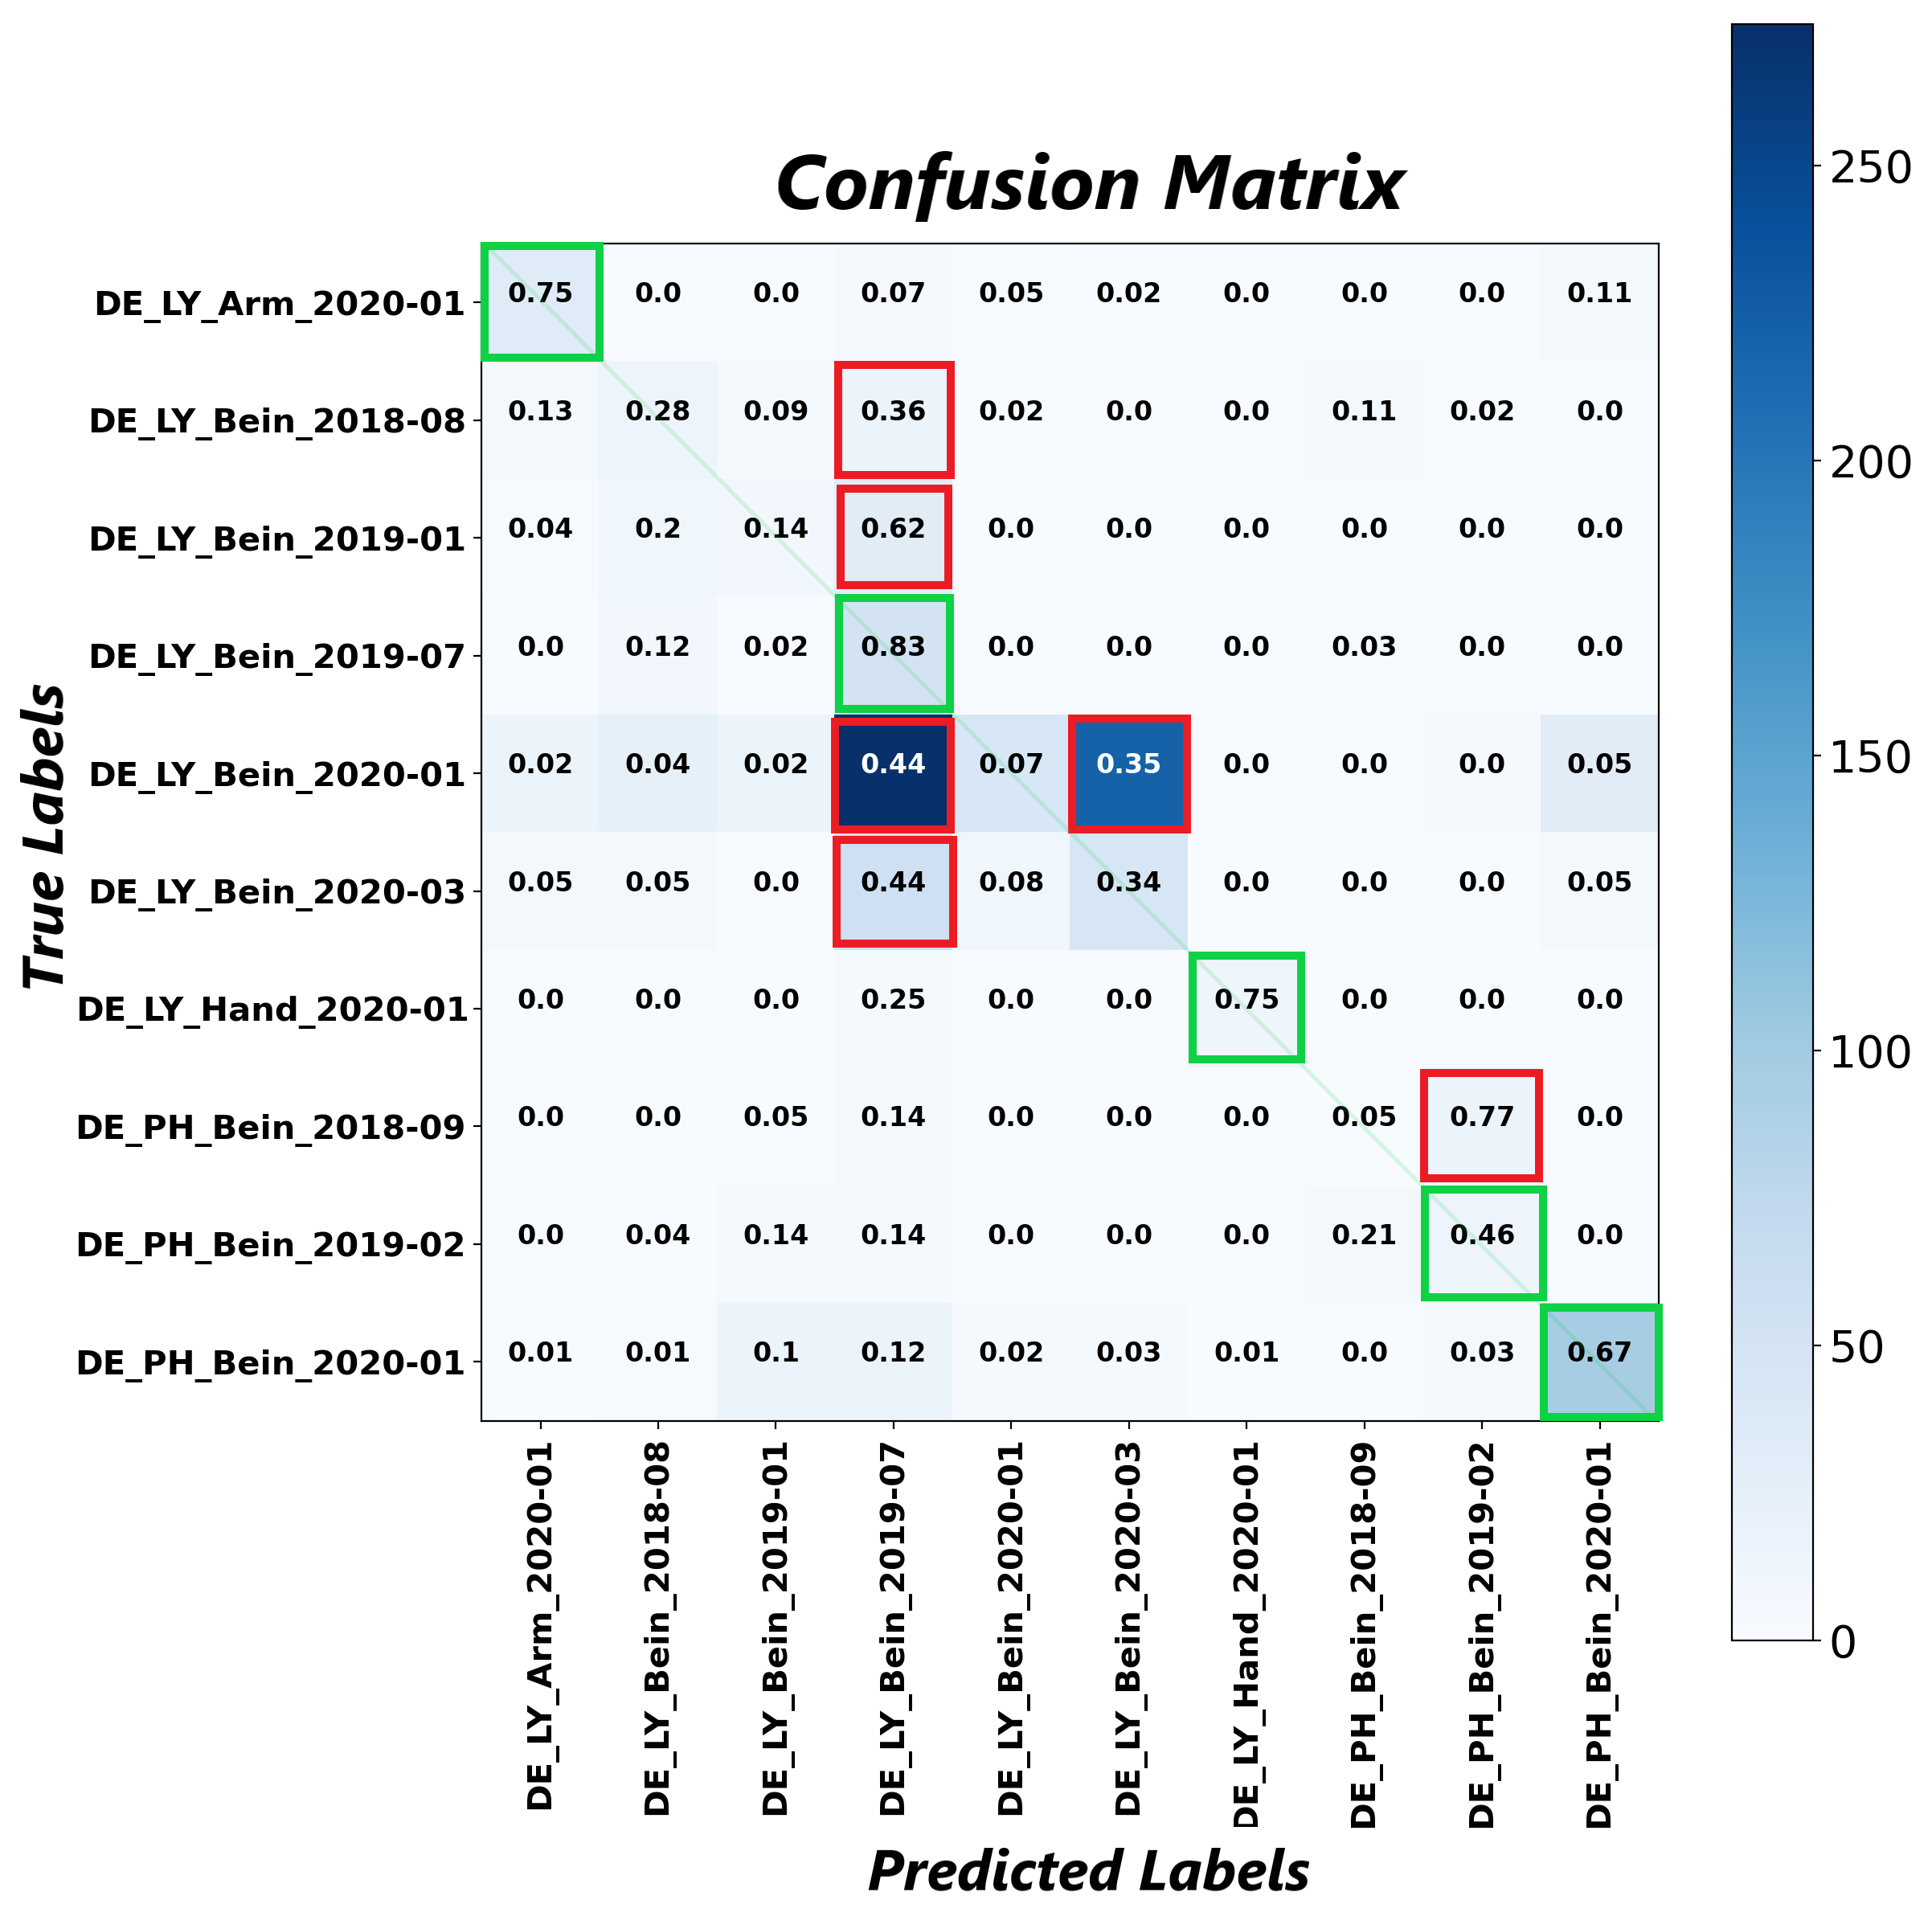 Confusion Matrix
True Labels
DE_LY_Arm_2020-01 0.75 0.0 0.0 0.07 0.05 0.02 0.0 0.0 0.0 0.11
DE_LY_Bein_2018-08 0.13 0.28 0.09 0.36 0.02 0.0 0.0 0.11 0.02 0.0
DE_LY_Bein_2019-01 0.04 0.2 0.14 0.62 0.0 0.0 0.0 0.0 0.0 0.0
DE_LY_Bein_2019-07 0.0 0.12 0.02 0.83 0.0 0.0 0.0 0.03 0.0 0.0
DE_LY_Bein_2020-01 0.02 0.04 0.02 0.44 0.07 0.35 0.0 0.0 0.0 0.05
DE_LY_Bein_2020-03 0.05 0.05 0.0 0.44 0.08 0.34 0.0 0.0 0.0 0.05
DE_LY_Hand_2020-01 0.0 0.0 0.0 0.25 0.0 0.0 0.75 0.0 0.0 0.0
DE_PH_Bein_2018-09 0.0 0.0 0.05 0.14 0.0 0.0 0.0 0.05 0.77 0.0
DE_PH_Bein_2019-02 0.0 0.04 0.14 0.14 0.0 0.0 0.0 0.21 0.46 0.0
DE_PH_Bein_2020-01 0.01 0.01 0.1 0.12 0.02 0.03 0.01 0.0 0.03 0.67
DE_LY_Arm_2020-01
DE_LY_Bein_2018-08
DE_LY_Bein_2019-01
DE_LY_Bein_2019-07
DE_LY_Bein_2020-01
DE_LY_Bein_2020-03
DE_LY_Hand_2020-01
DE_PH_Bein_2018-09
DE_PH_Bein_2019-02
DE_PH_Bein_2020-01
Predicted Labels
250
200
150
100
50
0